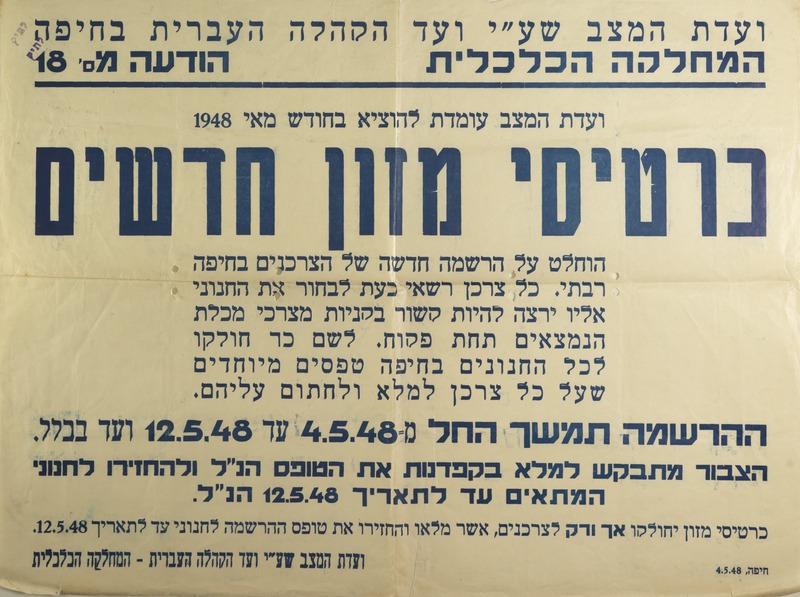 ועדת המצב שע״י ועד הקהלה העברית בחיפה
המחלקה הכלכלית הודעה מס׳ 18
ועדת המצב עומדת להוציא בחודש מאי 1948
כרטיסי מזון חדשים
הוחלט על הרשמה חדשה של הצרכנים בחיפה
רבתי. כל צרכן רשאי כעת לבחור את החנוני
אליו ירצה להיות קשור בקניות מצרכי מכלת
הנמצאים תחת פקוח. לשם כך חולקו
לכל החנונים בחיפה טפסים מיוחדים
שעל כל צרכן למלא ולחתום עליהם.
ההרשמה תמשך החל מ-4.5.48 עד 12.5.48 ועד בכלל.
הצבור מתבקש למלא בקפדנות את הטופס הנ״ל ולהחזירו לחנוני
המתאים עד לתאריך 12.5.48 הנ״ל.
כרטיסי מזון יחולקו אך ורק לצרכנים, אשר מלאו והחזירו את טופס ההרשמה לחנוני עד לתאריך 12.5.48.
ועדת המצב שע״י ועד הקהלה העברית - המחלקה הכלכלית
חיפה, 4.5.48